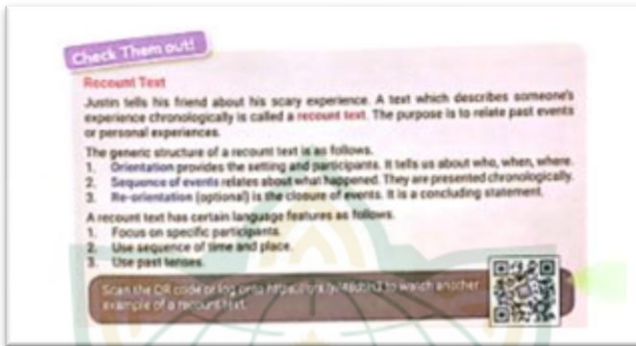 Check Them out!
Recount Text
Justin tells his friend about his scary experience. A text which describes someone's
experience chronologically is called a recount text. The purpose is to relate past events
or personal experiences.
The generic structure of a recount text is as follows.
1. Orientation provides the setting and participants. It tells us about who, when, where.
2. Sequence of events relates about what happened. They are presented chronologically.
3. Re-orientation (optional) is the closure of events. It is a concluding statement.
A recount text has certain language features as follows.
1. Focus on specific participants.
2. Use sequence of time and place.
3. Use past tenses.
Scan the QR code or log onto to watch another
example of a recount text.